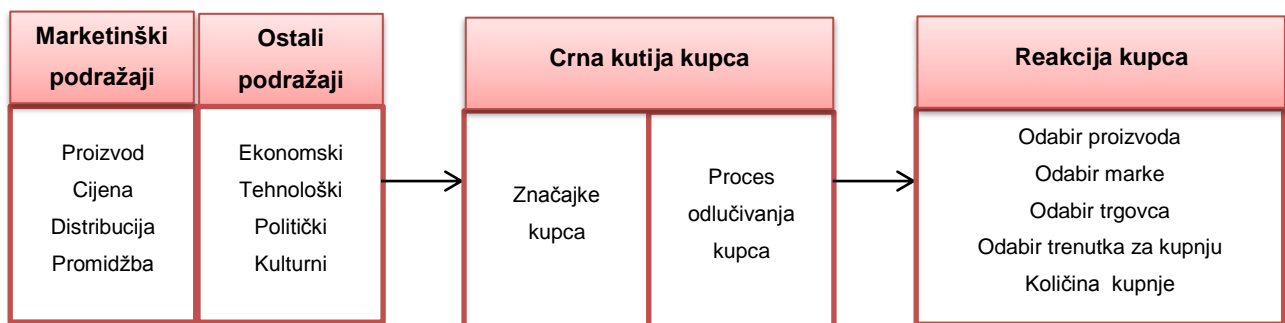 Marketinški
podražaji
Ostali
podražaji
Crna kutija kupca
Reakcija kupca
Proizvod
Cijena
Distribucija
Promidžba
Ekonomski
Tehnološki
Politički
Kulturni
Značajke
kupca
Proces
odlučivanja
kupca
Odabir proizvoda
Odabir marke
Odabir trgovca
Odabir trenutka za kupnju
Količina kupnje